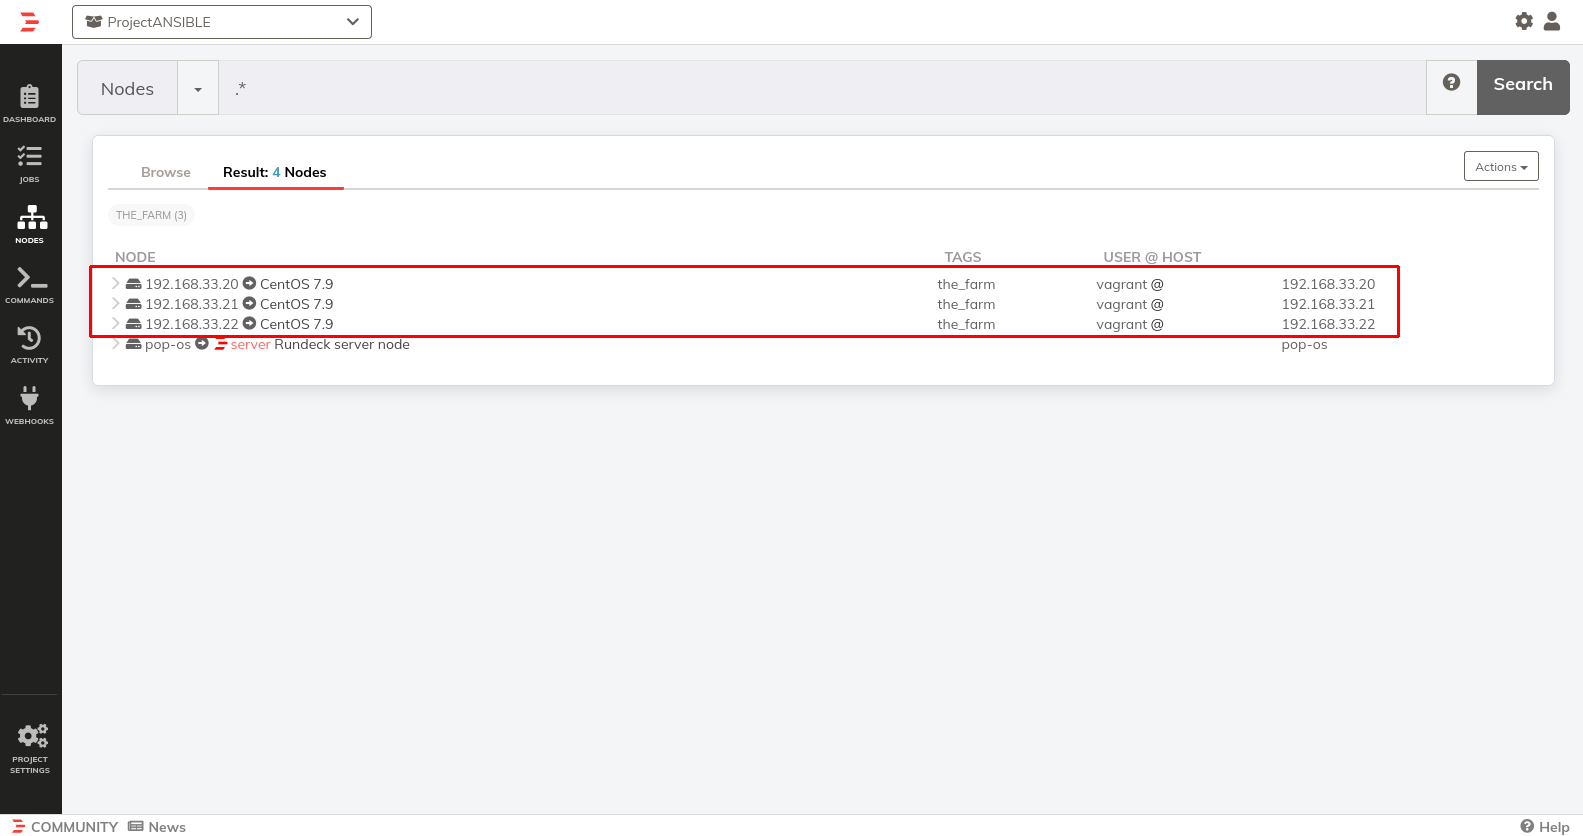 ProjectANSIBLE
Nodes .* Search
DASHBOARD
JOBS
NODES
COMMANDS
ACTIVITY
WEBHOOKS
PROJECT
SETTINGS
Browse Result: 4 Nodes Actions
THE_FARM (3)
NODE TAGS USER @ HOST
192.168.33.20 CentOS 7.9 the_farm vagrant @ 192.168.33.20
192.168.33.21 CentOS 7.9 the_farm vagrant @ 192.168.33.21
192.168.33.22 CentOS 7.9 the_farm vagrant @ 192.168.33.22
pop-os server Rundeck server node pop-os
COMMUNITY News Help